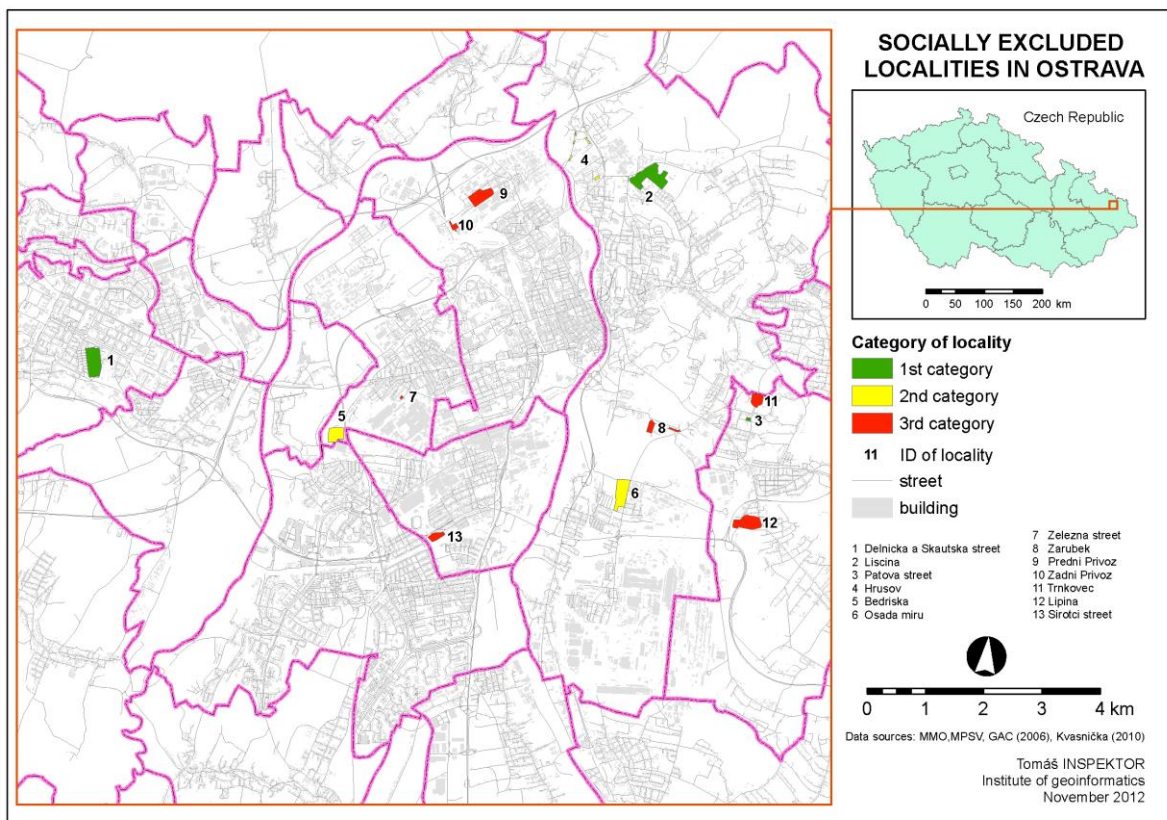 SOCIALLY EXCLUDED
LOCALITIES IN OSTRAVA
Czech Republic
0 50 100 150 200 km
Category of locality
1st category
2nd category
3rd category
11 ID of locality
street
building
1 Delnicka a Skautska street
2 Liscina
3 Patova street
4 Hrusov
5 Bedriska
6 Osada miru
7 Zelezna street
8 Zarubek
9 Predni Privoz
10 Zadni Privoz
11 Trnkovec
12 Lipina
13 Sirotci street
0 1 2 3 4 km
Data sources: MMO,MPSV, GAC (2006), Kvasnička (2010)
Tomáš INSPEKTOR
Institute of geoinformatics
November 2012
4
2
9
10
1
7
11
3
5
8
6
12
13